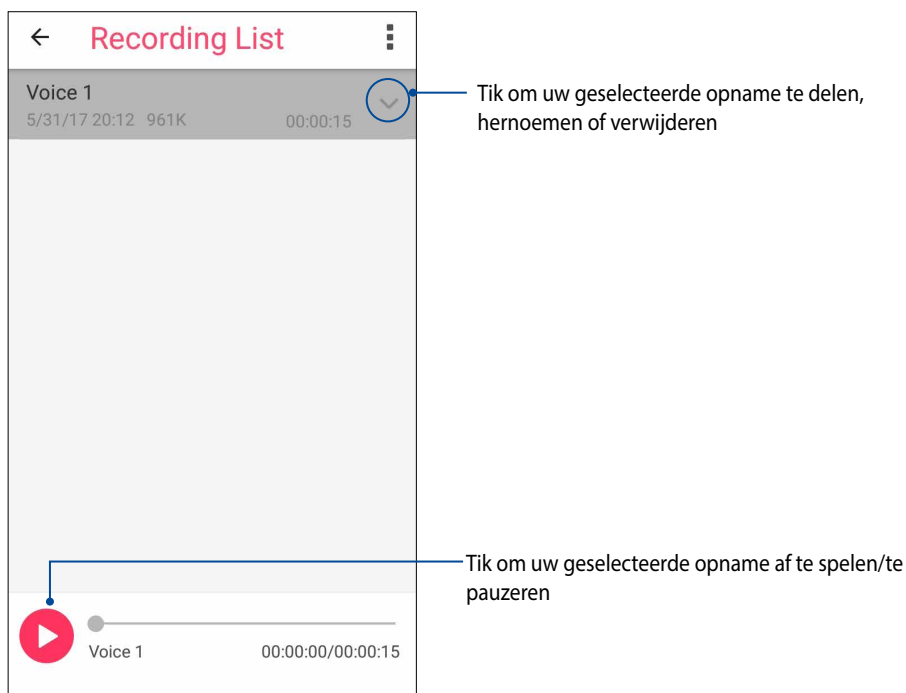 Recording List
Voice 1
5/31/17 20:12 961K 00:00:15
Tik om uw geselecteerde opname te delen,
hernoemen of verwijderen
Tik om uw geselecteerde opname af te spelen/te
pauzeren
Voice 1 00:00:00/00:00:15